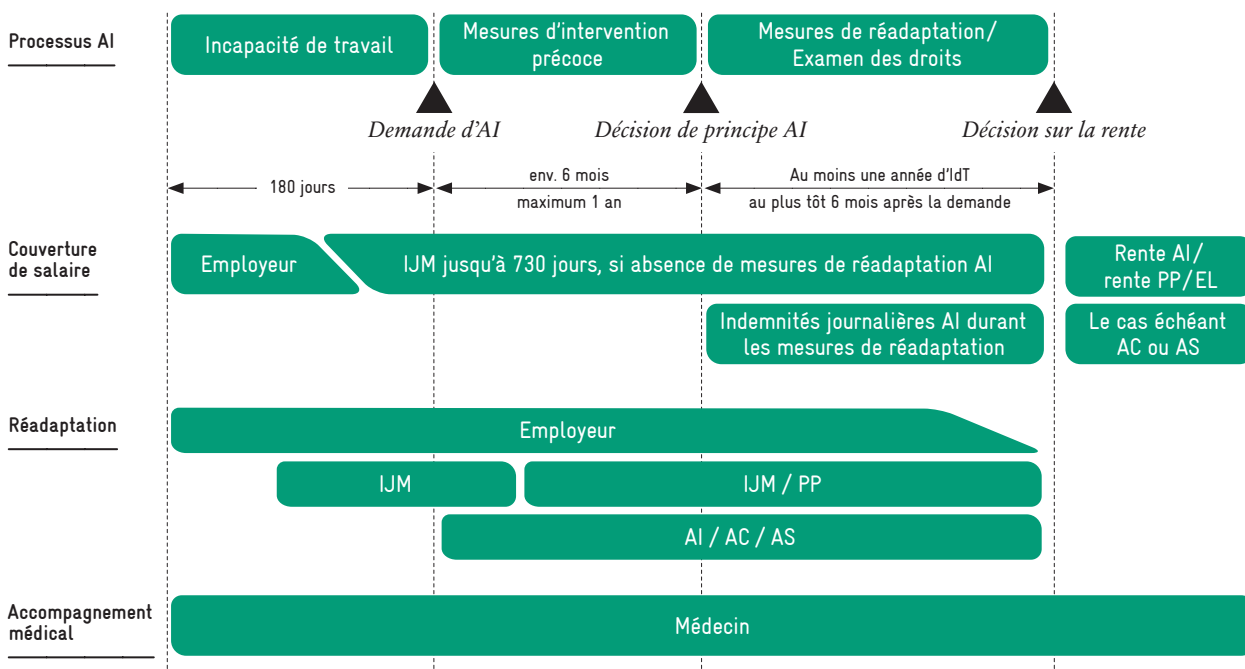 Processus AI
Incapacité de travail
Mesures d'intervention
précoce
Mesures de réadaptation/
Examen des droits
Demande d'AI
Décision de principe AI
Décision sur la rente
180 jours
env. 6 mois
maximum 1 an
Au moins une année d'IdT
au plus tôt 6 mois après la demande
Couverture
de salaire
Employeur
IJM jusqu'à 730 jours, si absence de mesures de réadaptation AI
Rente AI/
rente PP/EL
Indemnités journalières AI durant
les mesures de réadaptation
Le cas échéant
AC ou AS
Réadaptation
Employeur
IJM
IJM / PP
AI / AC / AS
Accompagnement
médical
Médecin